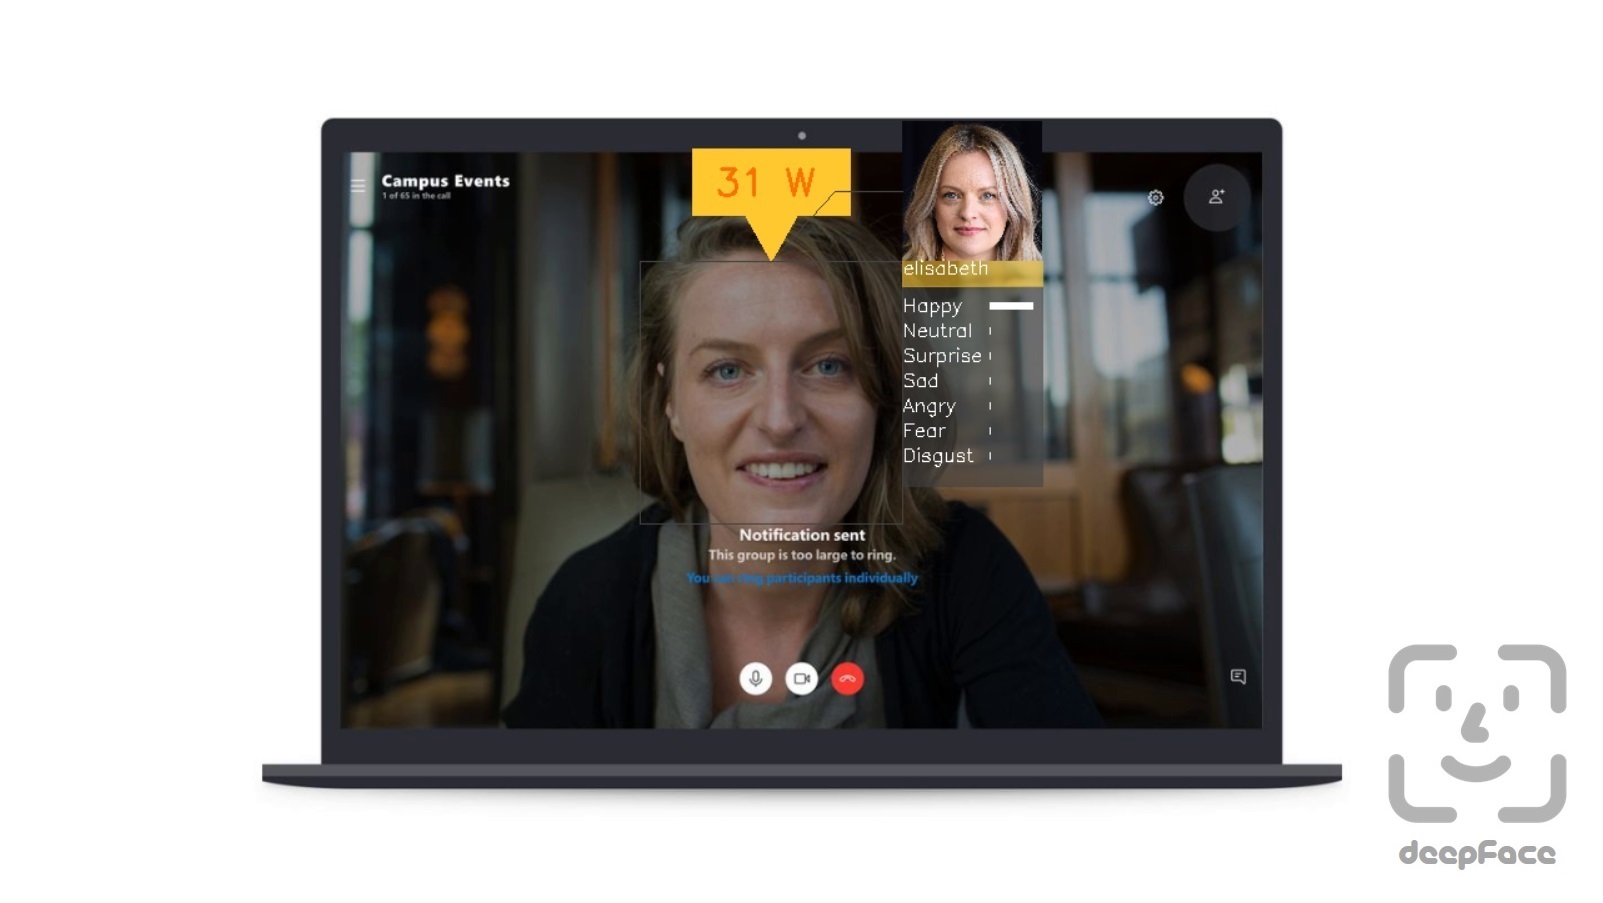 31 W
Campus Events
1 of 65 in the call
elisabeth
Happy
Neutral
Surprise
Sad
Angry
Fear
Disgust
Notification sent
This group is too large to ring.
You can ring participants individually
deepface